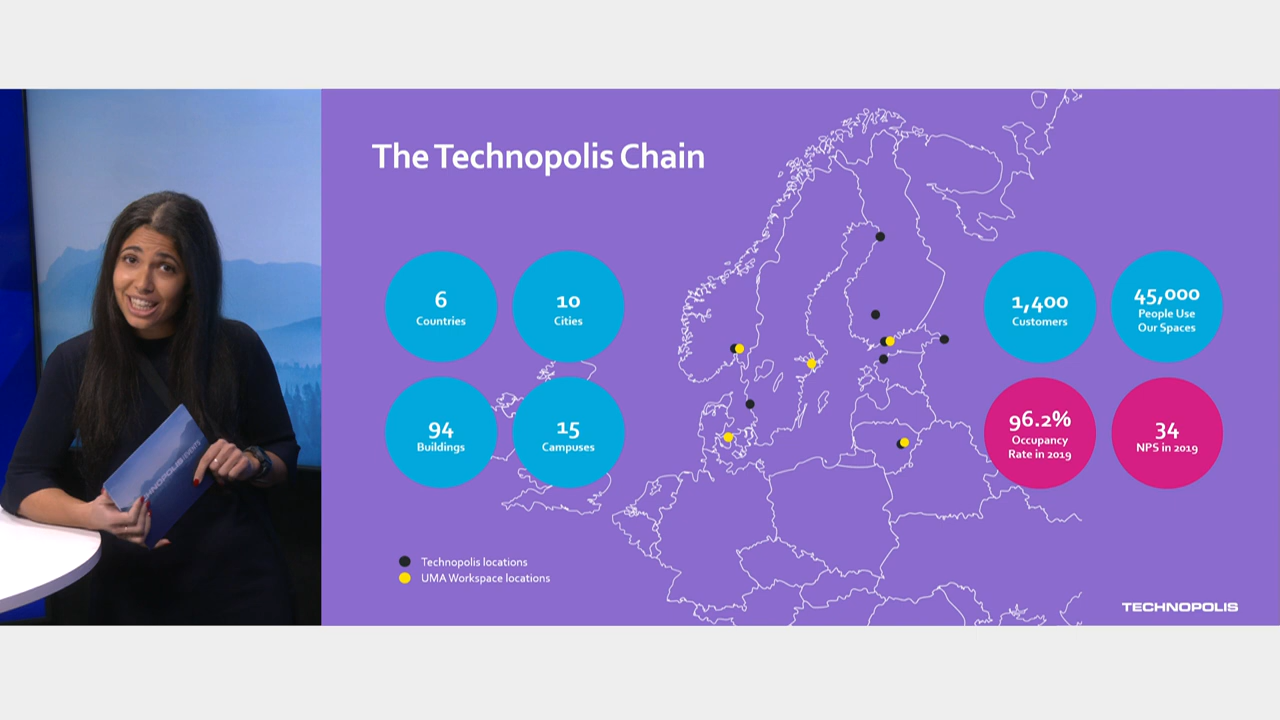 The Technopolis Chain
6
Countries
10
Cities
94
Buildings
15
Campuses
1,400
Customers
45,000
People Use
Our Spaces
96.2%
Occupancy
Rate in 2019
34
NPS in 2019
Technopolis locations
UMA Workspace locations
TECHNOPOLIS